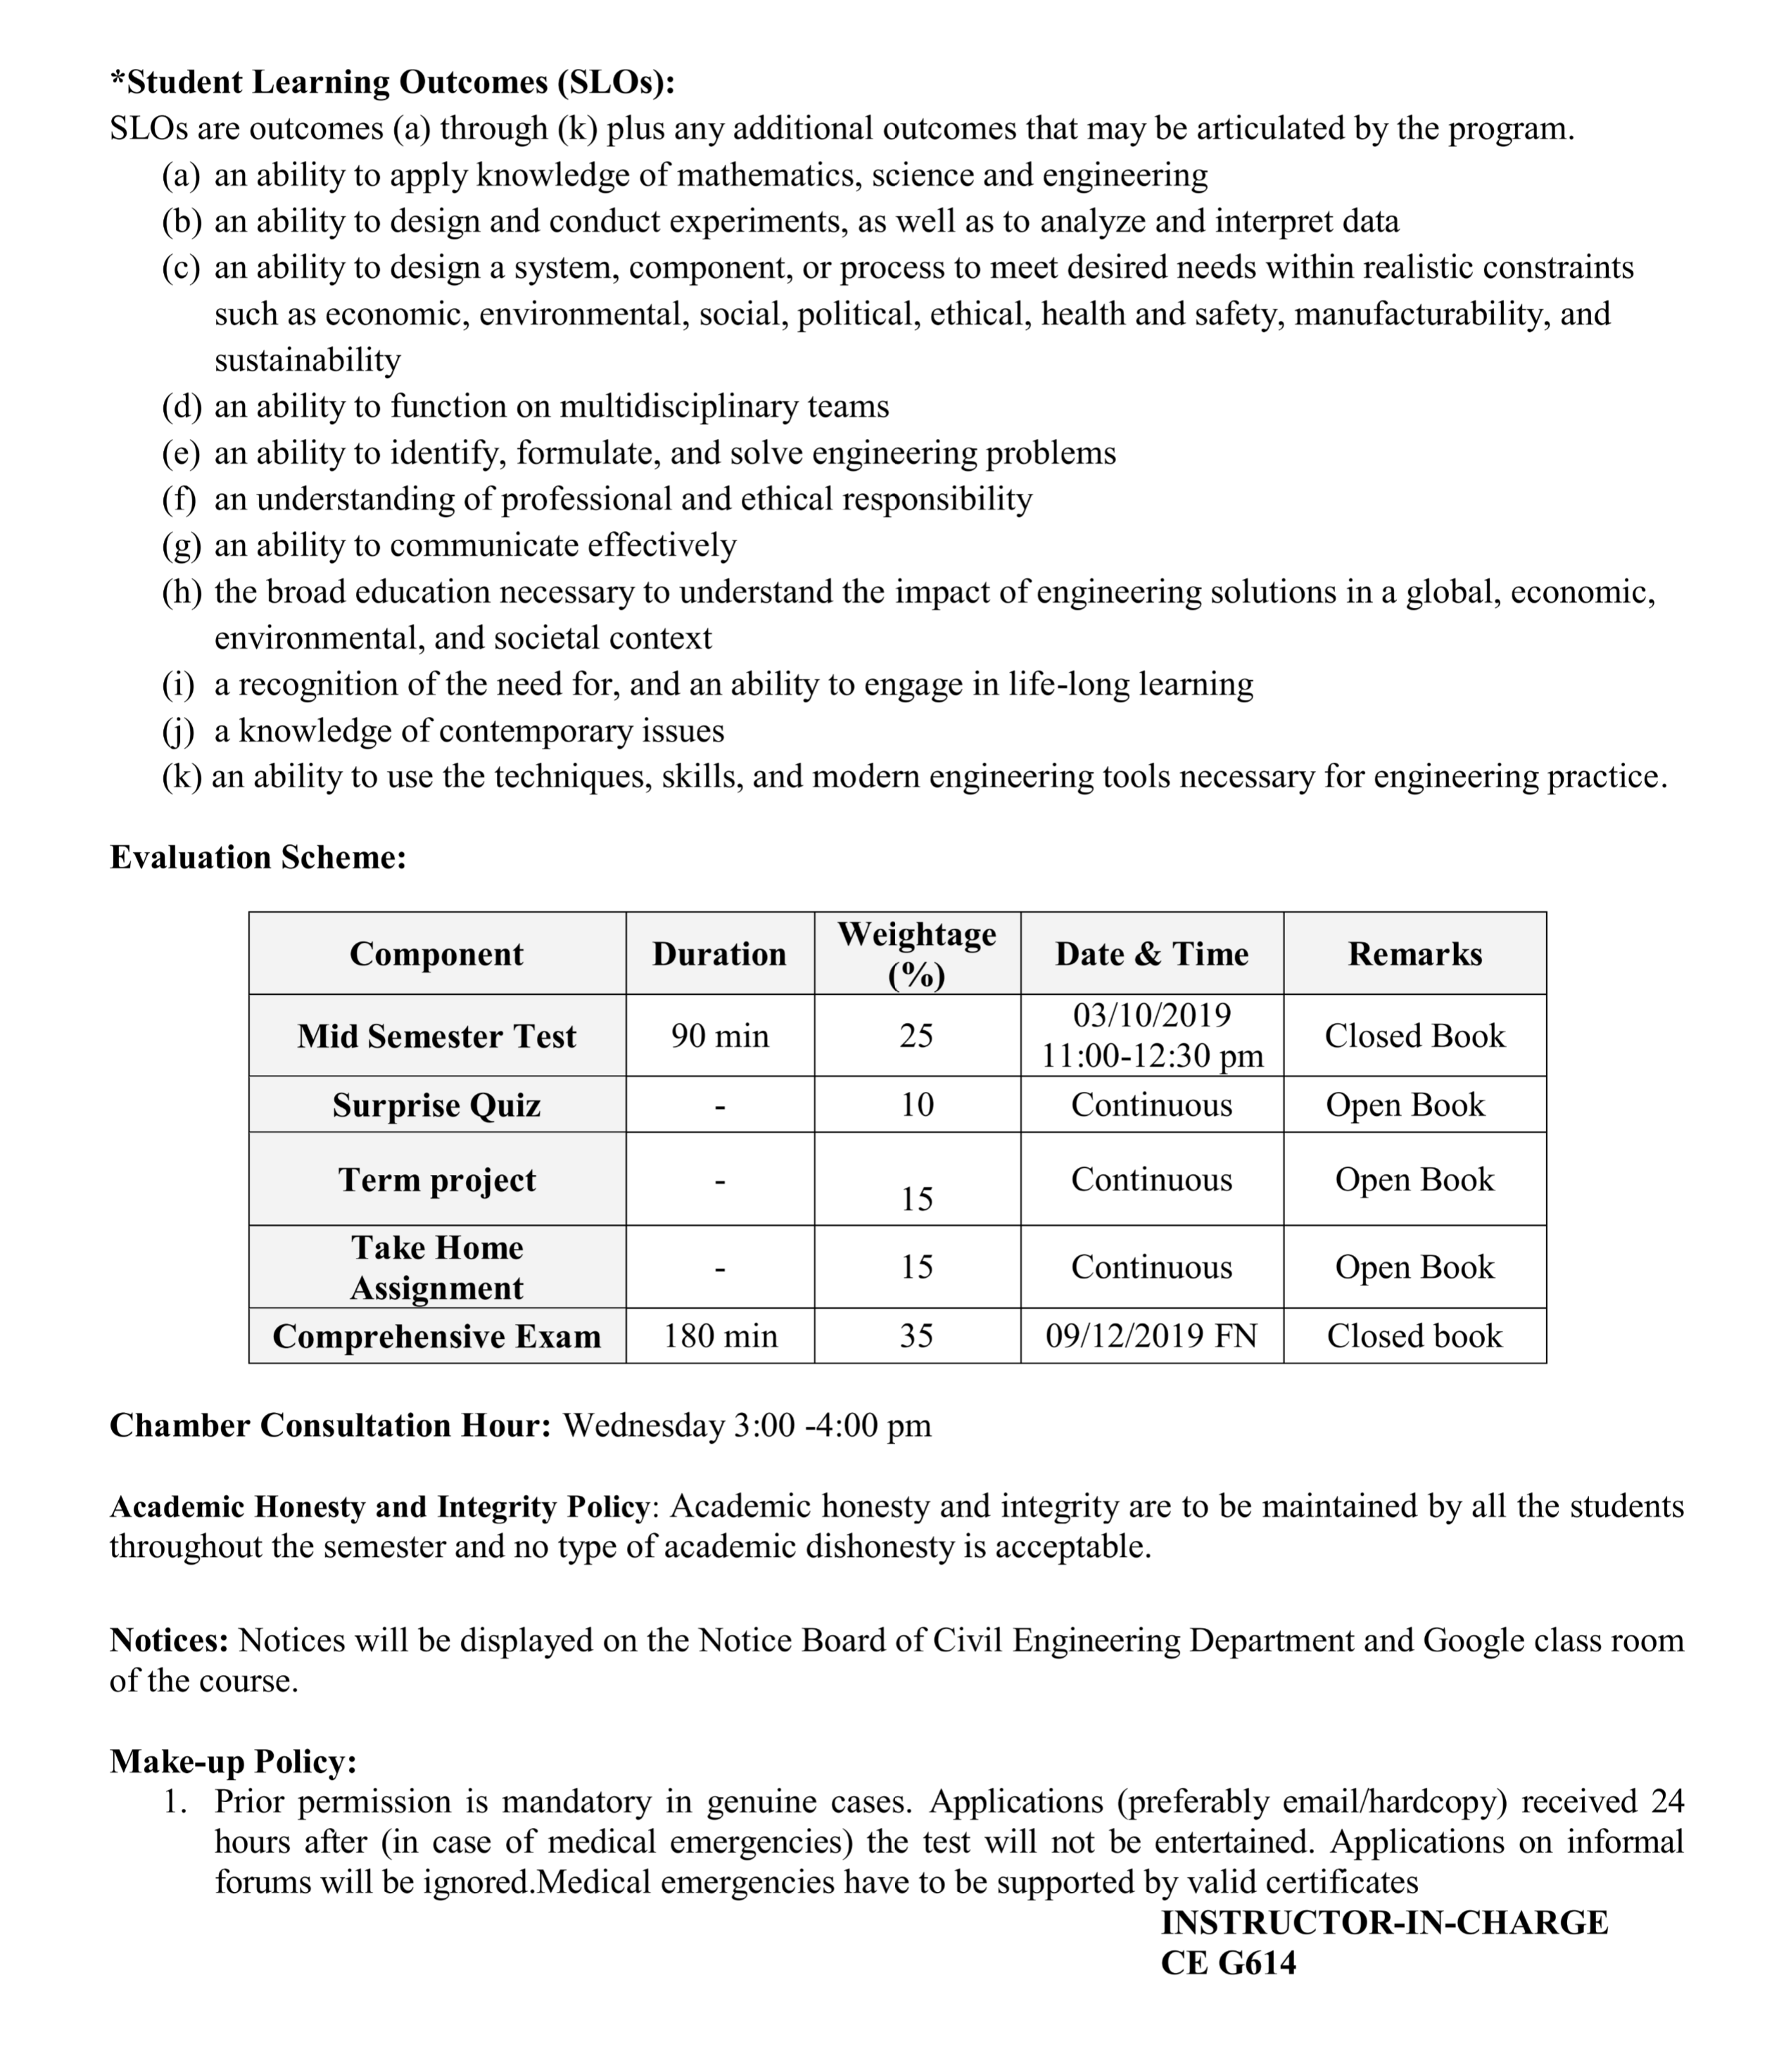 *Student Learning Outcomes (SLOs):
SLOs are outcomes (a) through (k) plus any additional outcomes that may be articulated by the program.
(a) an ability to apply knowledge of mathematics, science and engineering
(b) an ability to design and conduct experiments, as well as to analyze and interpret data
(c) an ability to design a system, component, or process to meet desired needs within realistic constraints
such as economic, environmental, social, political, ethical, health and safety, manufacturability, and
sustainability
(d) an ability to function on multidisciplinary teams
(e) an ability to identify, formulate, and solve engineering problems
(f) an understanding of professional and ethical responsibility
(g) an ability to communicate effectively
(h) the broad education necessary to understand the impact of engineering solutions in a global, economic,
environmental, and societal context
(i) a recognition of the need for, and an ability to engage in life-long learning
(j) a knowledge of contemporary issues
(k) an ability to use the techniques, skills, and modern engineering tools necessary for engineering practice.
Evaluation Scheme:
Component Duration Weightage (%) Date & Time Remarks
Mid Semester Test 90 min 25 03/10/2019 11:00-12:30 pm Closed Book
Surprise Quiz - 10 Continuous Open Book
Term project - 15 Continuous Open Book
Take Home Assignment - 15 Continuous Open Book
Comprehensive Exam 180 min 35 09/12/2019 FN Closed book
Chamber Consultation Hour: Wednesday 3:00 -4:00 pm
Academic Honesty and Integrity Policy: Academic honesty and integrity are to be maintained by all the students
throughout the semester and no type of academic dishonesty is acceptable.
Notices: Notices will be displayed on the Notice Board of Civil Engineering Department and Google class room
of the course.
Make-up Policy:
1. Prior permission is mandatory in genuine cases. Applications (preferably email/hardcopy) received 24
hours after (in case of medical emergencies) the test will not be entertained. Applications on informal
forums will be ignored.Medical emergencies have to be supported by valid certificates
INSTRUCTOR-IN-CHARGE
CE G614